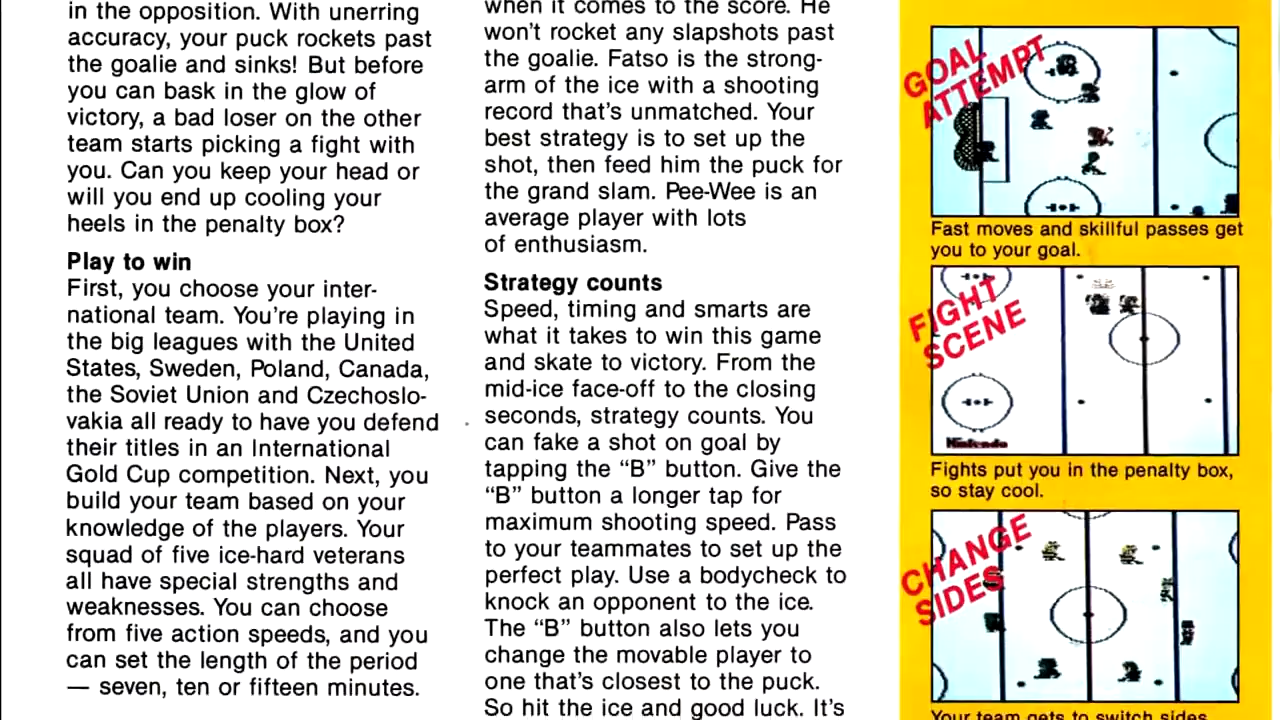 in the opposition. With unerring
accuracy, your puck rockets past
the goalie and sinks! But before
you can bask in the glow of
victory, a bad loser on the other
team starts picking a fight with
you. Can you keep your head or
will you end up cooling your
heels in the penalty box?
Play to win
First, you choose your inter-
national team. You're playing in
the big leagues with the United
States, Sweden, Poland, Canada,
the Soviet Union and Czechoslo-
vakia all ready to have you defend
their titles in an International
Gold Cup competition. Next, you
build your team based on your
knowledge of the players. Your
squad of five ice-hard veterans
all have special strengths and
weaknesses. You can choose
from five action speeds, and you
can set the length of the period
— seven, ten or fifteen minutes.
when it comes to the score. He
won't rocket any slapshots past
the goalie. Fatso is the strong-
arm of the ice with a shooting
record that's unmatched. Your
best strategy is to set up the
shot, then feed him the puck for
the grand slam. Pee-Wee is an
average player with lots
of enthusiasm.
Strategy counts
Speed, timing and smarts are
what it takes to win this game
and skate to victory. From the
mid-ice face-off to the closing
seconds, strategy counts. You
can fake a shot on goal by
tapping the “B” button. Give the
“B” button a longer tap for
maximum shooting speed. Pass
to your teammates to set up the
perfect play. Use a bodycheck to
knock an opponent to the ice.
The “B” button also lets you
change the movable player to
one that's closest to the puck.
So hit the ice and good luck. It's
GOAL
ATTEMPT
Fast moves and skillful passes get
you to your goal.
FIGHT
SCENE
Nintendo
Fights put you in the penalty box,
so stay cool.
CHANGE
SIDES
Your team gets to switch sides